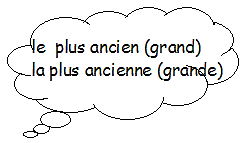 le plus ancien (grand)
la plus ancienne (grande)